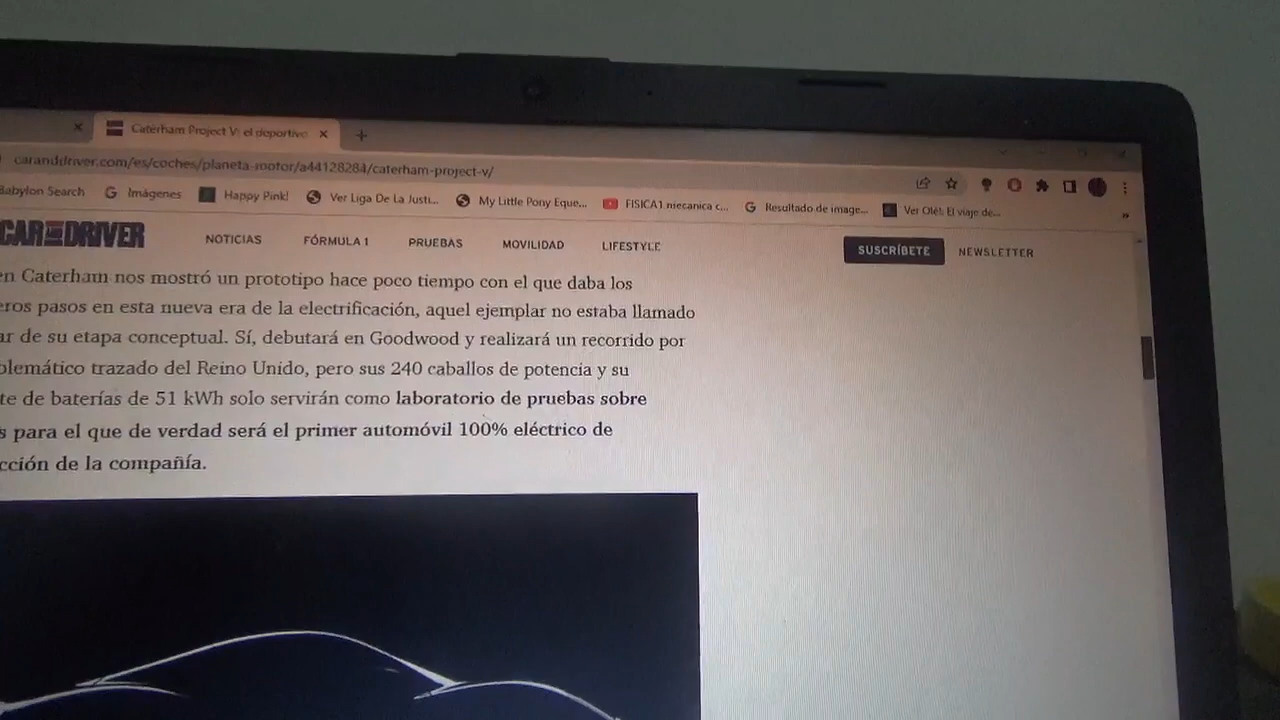 Caterham Project V: el deportivo
caranddriver.com/es/coches/planeta-motor/a44128284/caterham-project-v/
Babylon Search G Imágenes Happy Pink! Ver Liga De La Justi... My Little Pony Eque... FISICA1 mecanica c... G Resultado de image... Ver Olé!: El viaje de... »
CAR AND DRIVER NOTICIAS FÓRMULA 1 PRUEBAS MOVILIDAD LIFESTYLE SUSCRÍBETE NEWSLETTER
en Caterham nos mostró un prototipo hace poco tiempo con el que daba los
eros pasos en esta nueva era de la electrificación, aquel ejemplar no estaba llamado
ar de su etapa conceptual. Sí, debutará en Goodwood y realizará un recorrido por
blemático trazado del Reino Unido, pero sus 240 caballos de potencia y su
te de baterías de 51 kWh solo servirán como laboratorio de pruebas sobre
s para el que de verdad será el primer automóvil 100% eléctrico de
cción de la compañía.